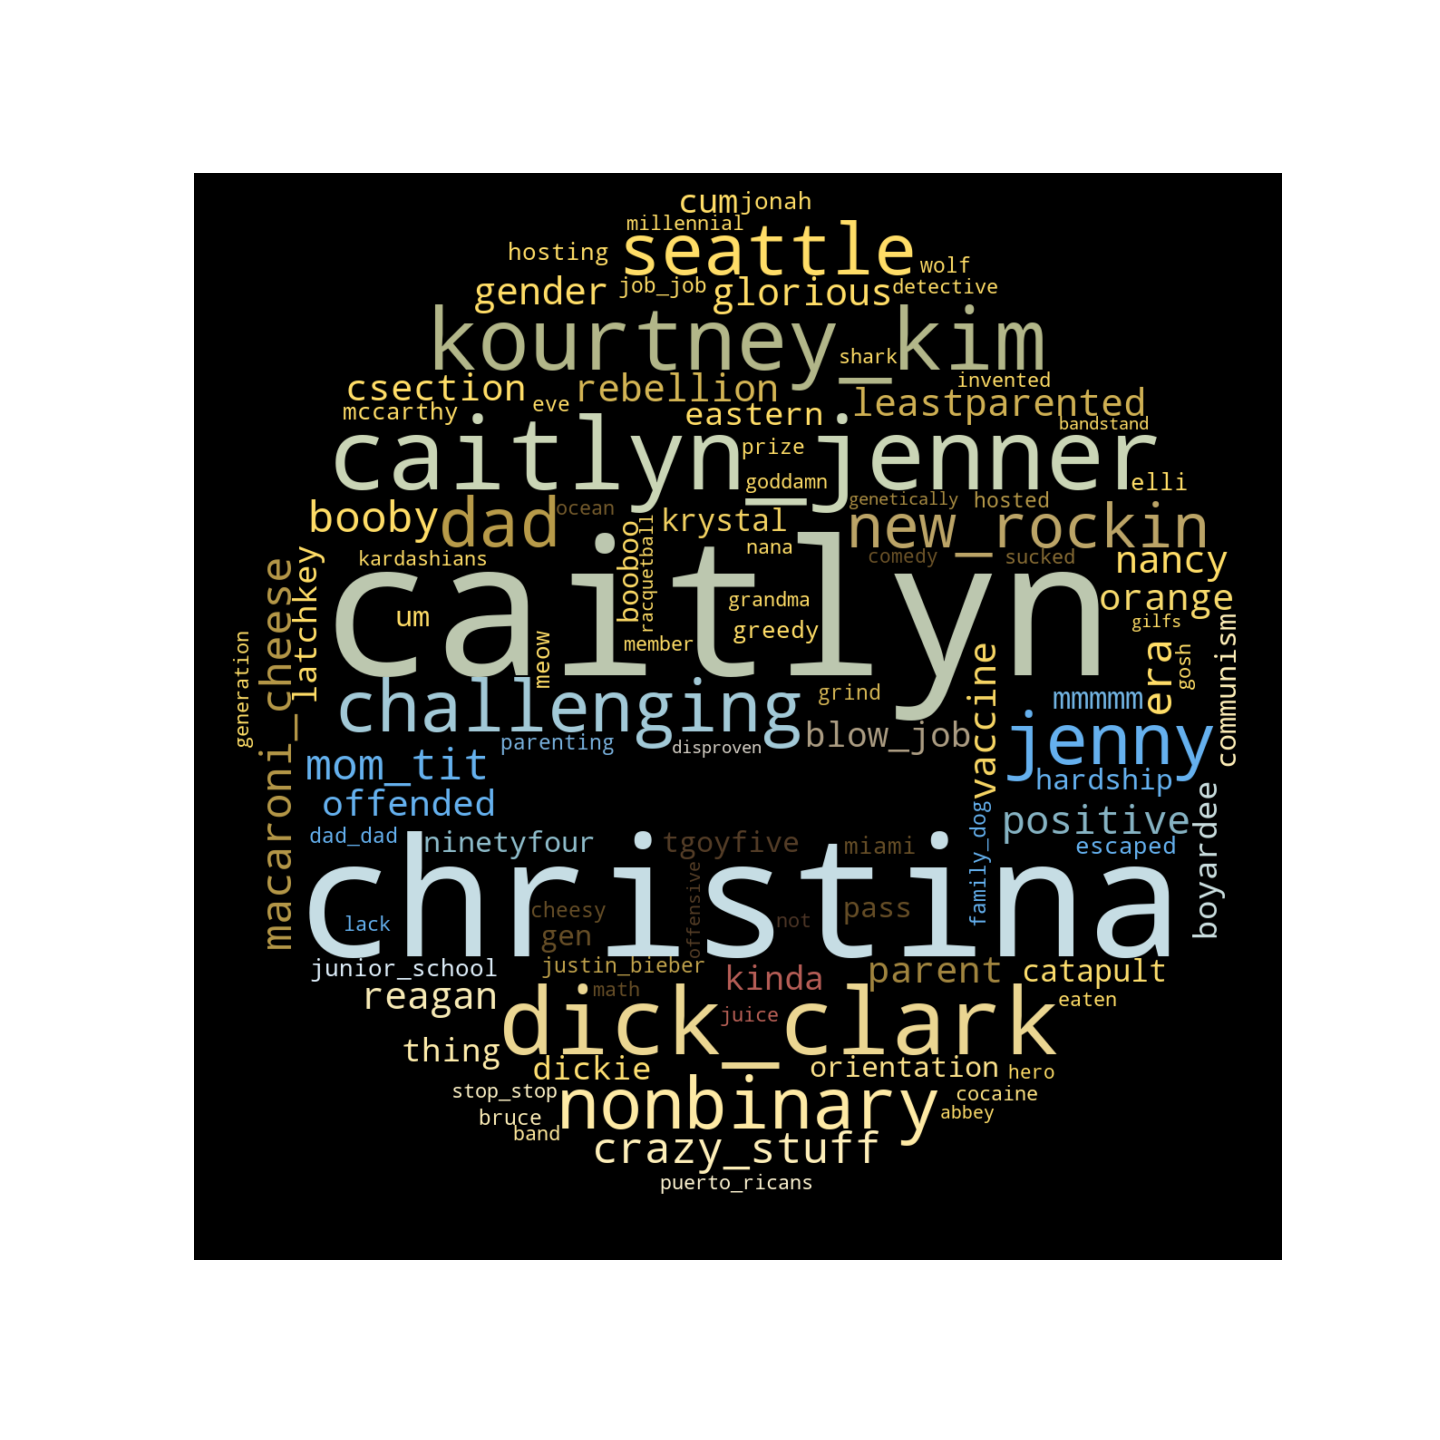 cum jonah
millennial
hosting seattle wolf
gender job_job glorious detective
kourtney_kim
shark
csection rebellion invented
mccarthy eve eastern leastparented
bandstand
caitlyn_jenner
prize
goddamn elli
booby dad ocean krystal genetically hosted
new_rockin
kardashians booboo racquetball nana comedy sucked nancy
macaroni_cheese latchkey caitlyn orange
um grandma gilfs
greedy
generation meow member vaccine era gosh communism
challenging grind mmmmm
parenting disproven blow_job jenny
mom_tit hardship
offended positive boyardee
dad_dad ninetyfour tgoyfive miami family_dog escaped
christina
lack cheesy offensive not pass
gen
junior_school justin_bieber kinda parent catapult
reagan math juice eaten
dick_clark
thing dickie orientation hero
stop_stop nonbinary cocaine
bruce abbey
band
crazy_stuff
puerto_ricans